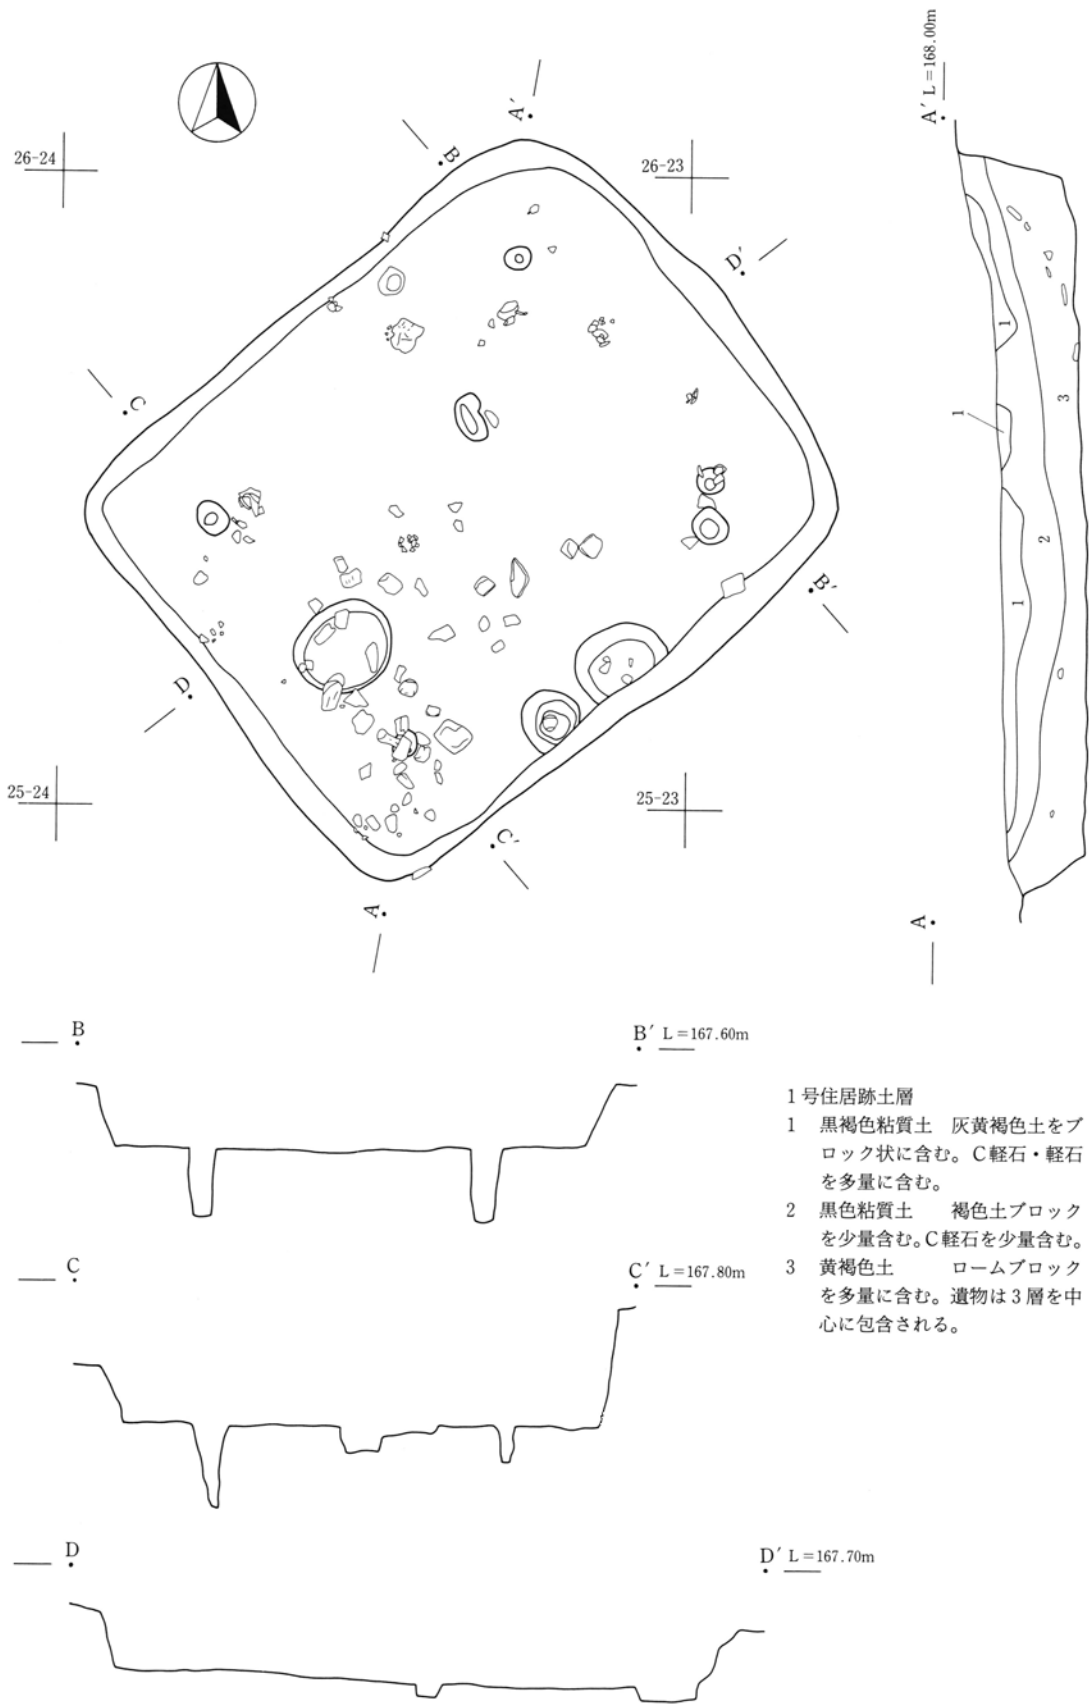 A′ L=168.00m
A′
B
26-24
26-23
D′
C
1
1
3
2
1
B′
D
25-24
25-23
C′
A
A
B
B′ L=167.60m
1号住居跡土層
1 黒褐色粘質土 灰黄褐色土をブ
ロック状に含む。C軽石・軽石
を多量に含む。
2 黒色粘質土 褐色土ブロック
を少量含む。C軽石を少量含む。
3 黄褐色土 ロームブロック
を多量に含む。遺物は3層を中
心に包含される。
C
C′ L=167.80m
D
D′ L=167.70m